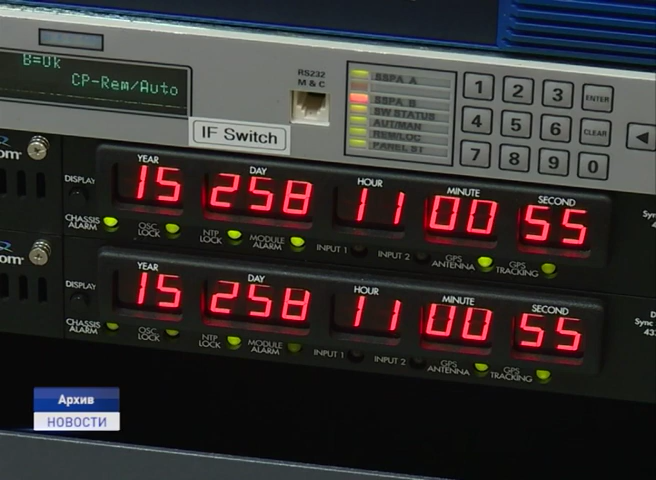 B=Ok
CP-Rem/Auto
RS232
M & C
SSPA A
SSPA B
SW STATUS
AUT/MAN
REM/LOC
PANEL ST
1 2 3 ENTER
4 5 6 CLEAR
7 8 9 0
IF Switch
YEAR DAY HOUR MINUTE SECOND
DISPLAY
15 258 11 00 55
CHASSIS ALARM OSC LOCK NTP LOCK MODULE ALARM INPUT 1 INPUT 2 GPS ANTENNA GPS TRACKING
YEAR DAY HOUR MINUTE SECOND
DISPLAY
15 258 11 00 55
CHASSIS ALARM OSC LOCK NTP LOCK MODULE ALARM INPUT 1 INPUT 2 GPS ANTENNA GPS TRACKING
Архив
НОВОСТИ